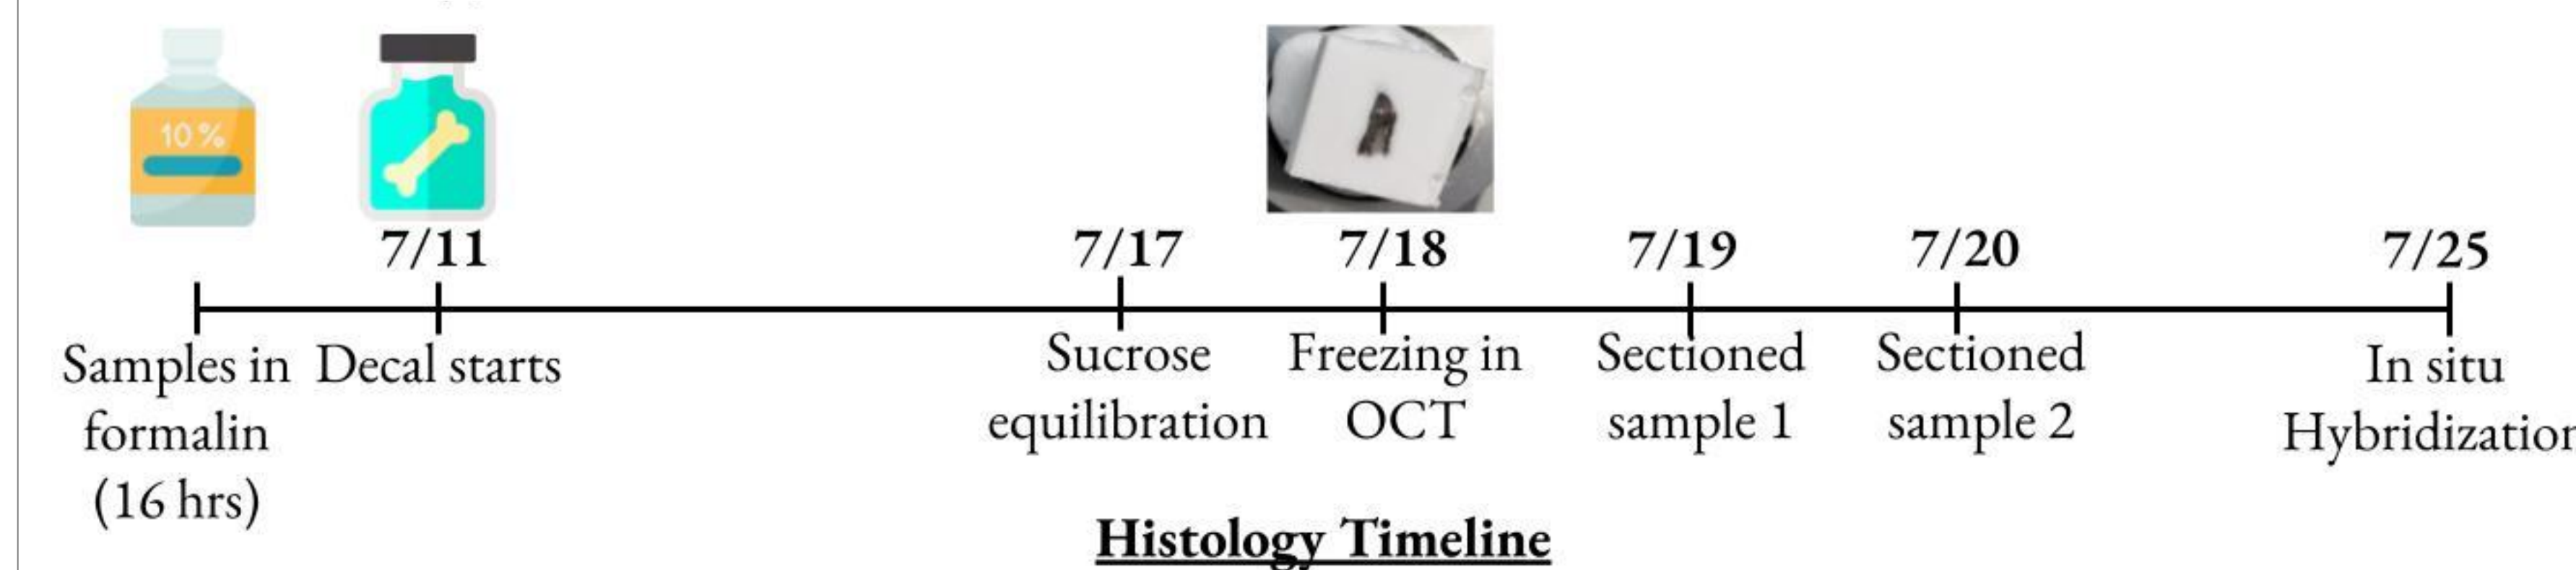 10%
7/11
7/17
7/18
7/19
7/20
7/25
Samples in
formalin
(16 hrs)
Decal starts
Sucrose
equilibration
Freezing in
OCT
Sectioned
sample 1
Sectioned
sample 2
In situ
Hybridization
Histology Timeline